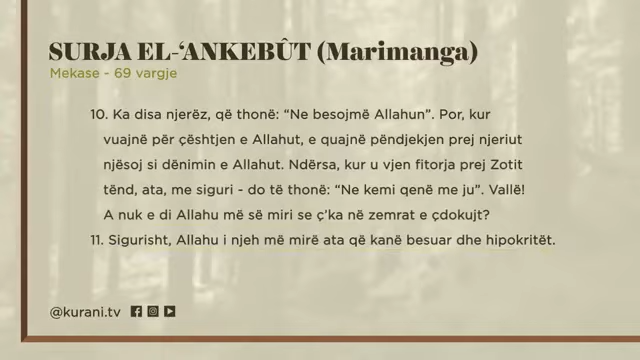 SURJA EL-‘ANKEBÛT (Marimanga)
Mekase - 69 vargje
10. Ka disa njerëz, që thonë: “Ne besojmë Allahun”. Por, kur
vuajnë për çështjen e Allahut, e quajnë pëndjekjen prej njeriut
njësoj si dënimin e Allahut. Ndërsa, kur u vjen fitorja prej Zotit
tënd, ata, me siguri - do të thonë: “Ne kemi qenë me ju”. Vallë!
A nuk e di Allahu më së miri se ç’ka në zemrat e çdokujt?
11. Sigurisht, Allahu i njeh më mirë ata që kanë besuar dhe hipokritët.
@kurani.tv